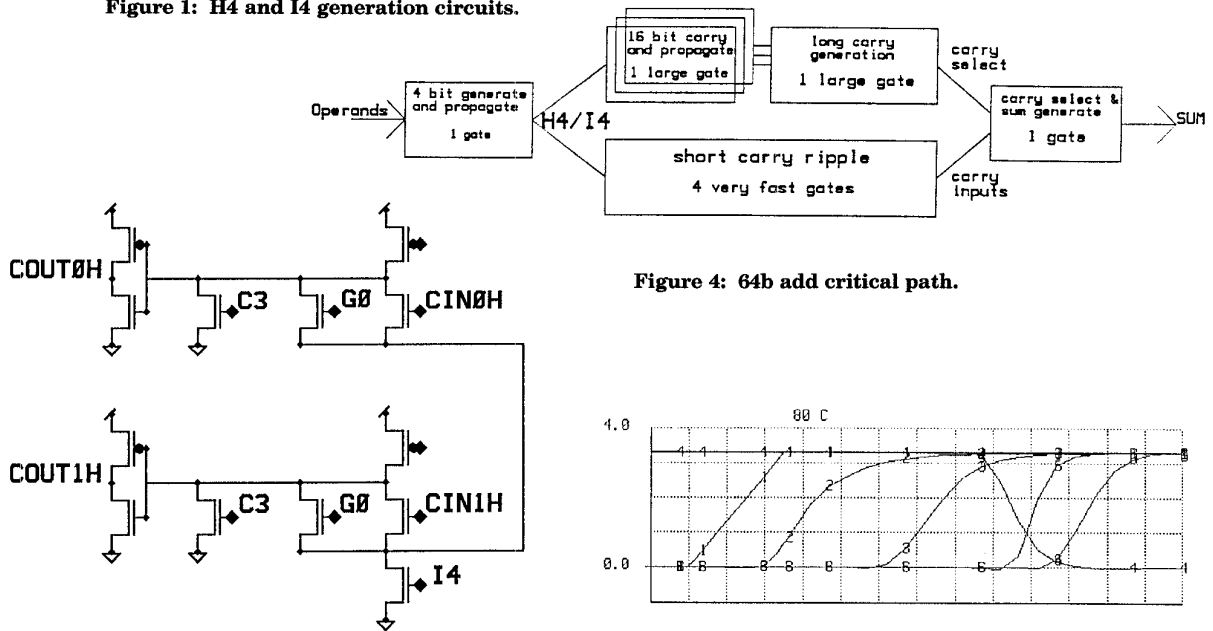 Figure 1: H4 and I4 generation circuits.
Operands
4 bit generate
and propagate
1 gate
H4/I4
16 bit carry
and propagate
1 large gate
long carry
generation
1 large gate
carry
select
short carry ripple
4 very fast gates
carry
inputs
carry select &
sum generate
1 gate
SUM
Figure 4: 64b add critical path.
COUT0H
C3
G0
CIN0H
COUT1H
C3
G0
CIN1H
I4
80 C
4.0
0.0